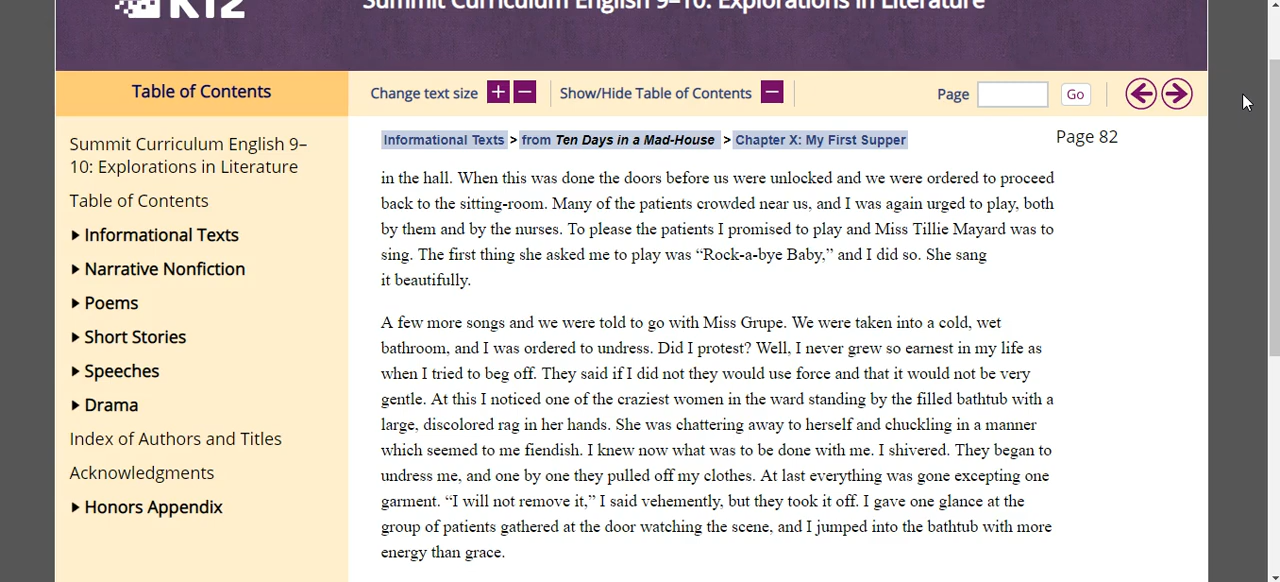 K12
Summit Curriculum English 9–10: Explorations in Literature
Table of Contents
Change text size + −
Show/Hide Table of Contents −
Page
Go
Summit Curriculum English 9–
10: Explorations in Literature
Table of Contents
Informational Texts
Narrative Nonfiction
Poems
Short Stories
Speeches
Drama
Index of Authors and Titles
Acknowledgments
Honors Appendix
Informational Texts > from Ten Days in a Mad-House > Chapter X: My First Supper
Page 82
in the hall. When this was done the doors before us were unlocked and we were ordered to proceed
back to the sitting-room. Many of the patients crowded near us, and I was again urged to play, both
by them and by the nurses. To please the patients I promised to play and Miss Tillie Mayard was to
sing. The first thing she asked me to play was “Rock-a-bye Baby,” and I did so. She sang
it beautifully.
A few more songs and we were told to go with Miss Grupe. We were taken into a cold, wet
bathroom, and I was ordered to undress. Did I protest? Well, I never grew so earnest in my life as
when I tried to beg off. They said if I did not they would use force and that it would not be very
gentle. At this I noticed one of the craziest women in the ward standing by the filled bathtub with a
large, discolored rag in her hands. She was chattering away to herself and chuckling in a manner
which seemed to me fiendish. I knew now what was to be done with me. I shivered. They began to
undress me, and one by one they pulled off my clothes. At last everything was gone excepting one
garment. “I will not remove it,” I said vehemently, but they took it off. I gave one glance at the
group of patients gathered at the door watching the scene, and I jumped into the bathtub with more
energy than grace.